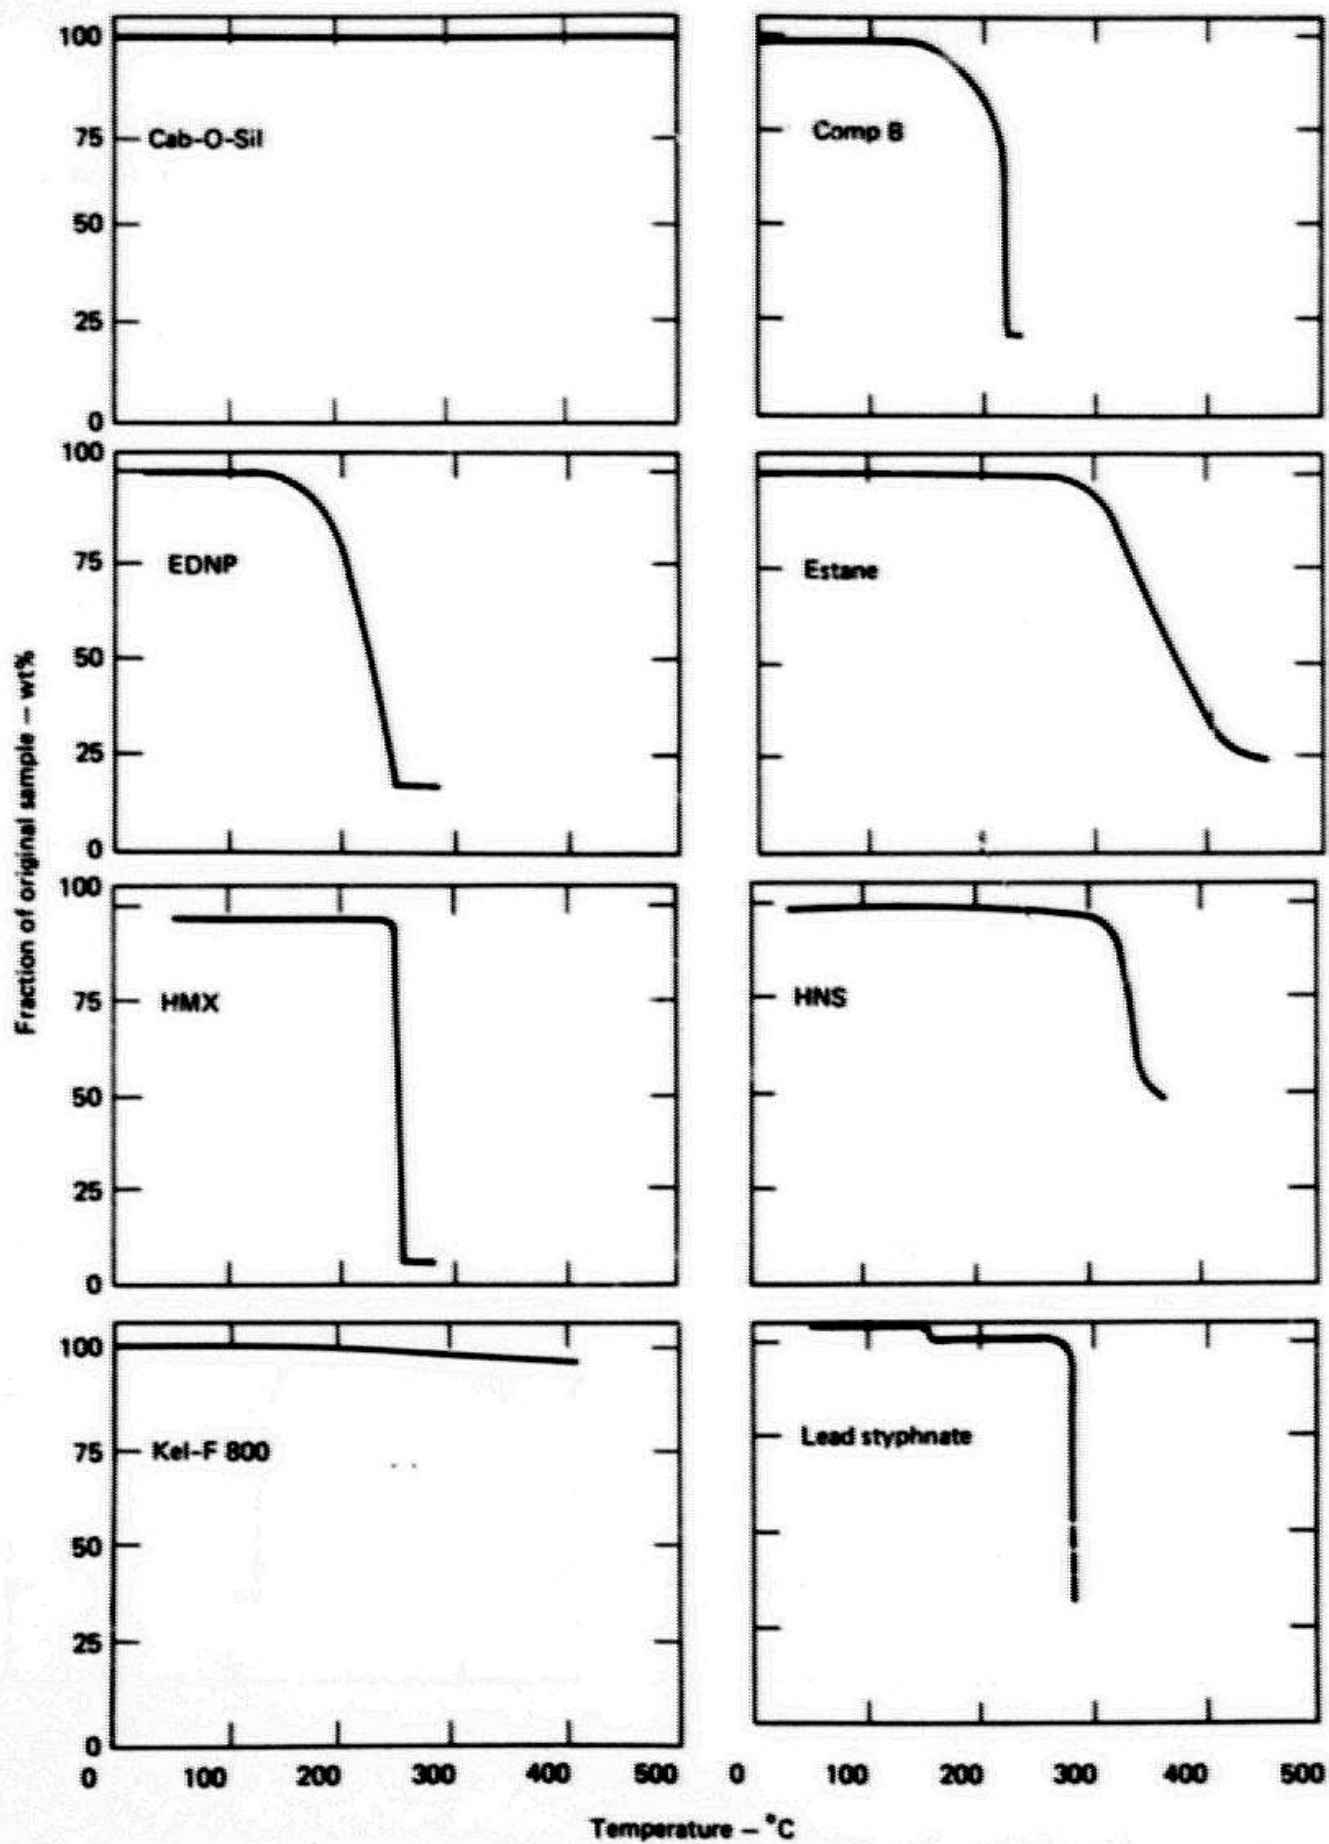 100
75
50
25
0
Cab-O-Sil
Comp B
100
75
50
25
0
EDNP
Estane
Fraction of original sample – wt%
100
75
50
25
0
HMX
HNS
100
75
50
25
0
Kel-F 800
Lead styphnate
0 100 200 300 400 500
0 100 200 300 400 500
Temperature – °C